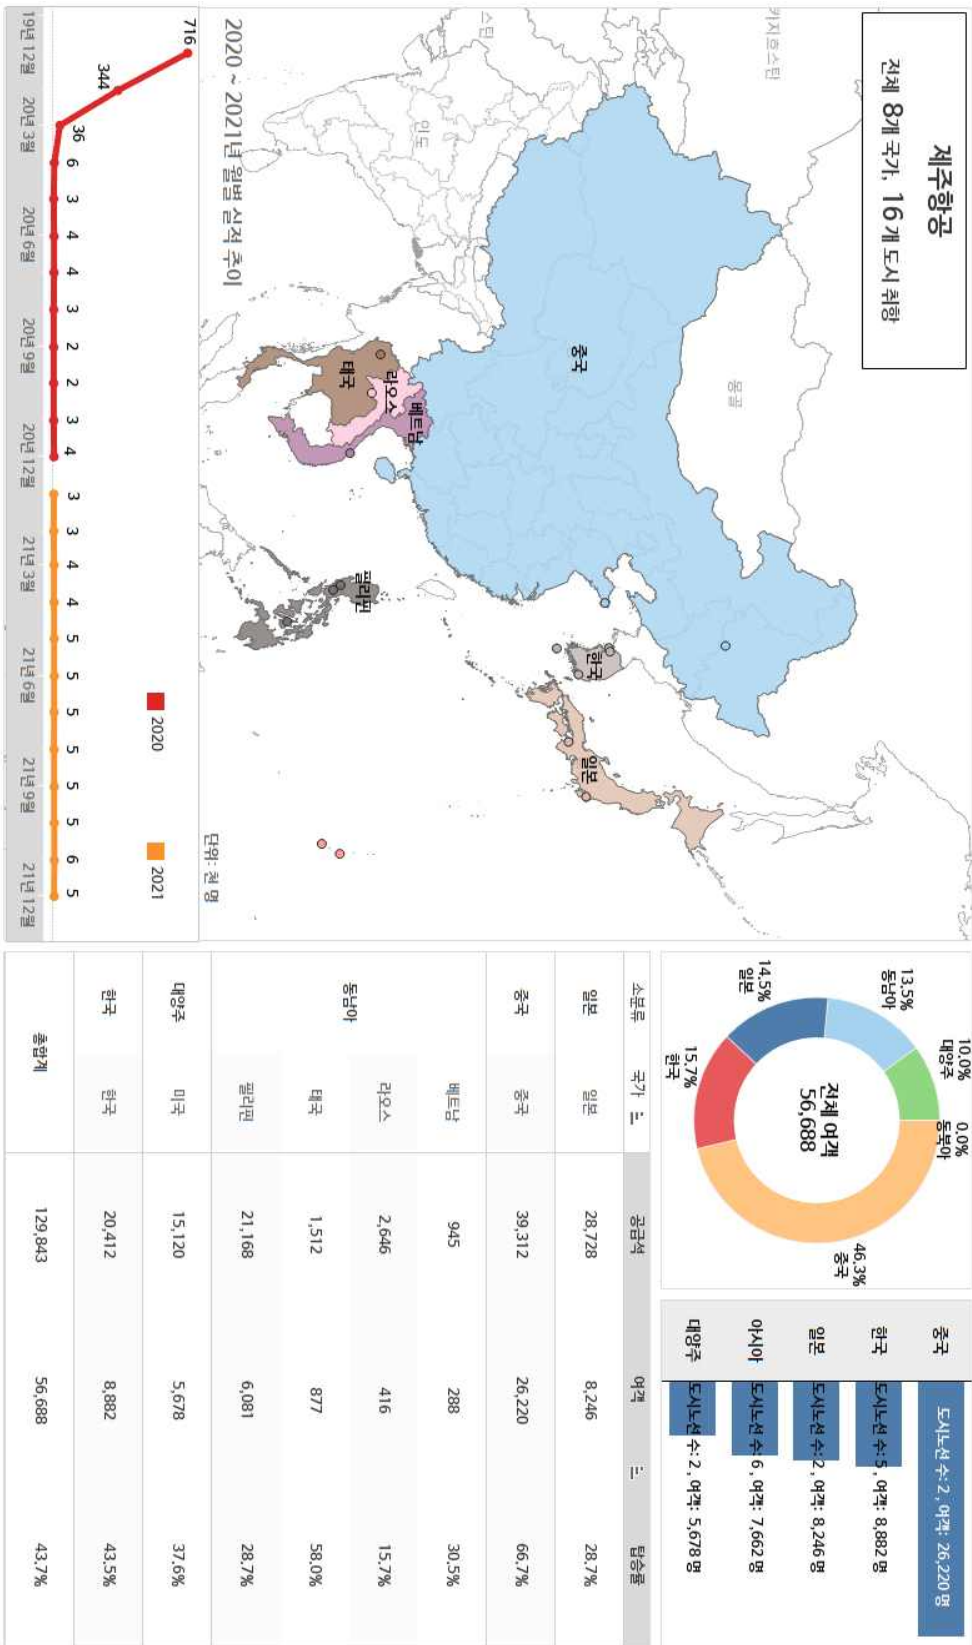 제주항공
전체 8개 국가, 16 개 도시 취항
카자흐스탄
스탄
몽골
인도
중국
태국
라오스
베트남
필리핀
한국
일본
2020 ~ 2021년 월별 실적 추이
단위: 천 명
716
344
36
6
3
4
4
3
2
2
3
4
3
3
4
4
5
5
5
5
5
5
6
5
2020
2021
19년 12월
20년 3월
20년 6월
20년 9월
20년 12월
21년 3월
21년 6월
21년 9월
21년 12월
10.0%
대양주
0.0%
동북아
13.5%
동남아
46.3%
중국
14.5%
일본
15.7%
한국
전체 여객
56,688
중국 도시노선 수: 2 , 여객: 26,220 명
한국 도시노선 수: 5 , 여객: 8,882 명
일본 도시노선 수: 2 , 여객: 8,246 명
아시아 도시노선 수: 6 , 여객: 7,662 명
대양주 도시노선 수: 2 , 여객: 5,678 명
소분류 국가 공급석 여객 탑승률
일본 일본 28,728 8,246 28.7%
중국 중국 39,312 26,220 66.7%
동남아 베트남 945 288 30.5%
라오스 2,646 416 15.7%
태국 1,512 877 58.0%
필리핀 21,168 6,081 28.7%
대양주 미국 15,120 5,678 37.6%
한국 한국 20,412 8,882 43.5%
총합계 129,843 56,688 43.7%